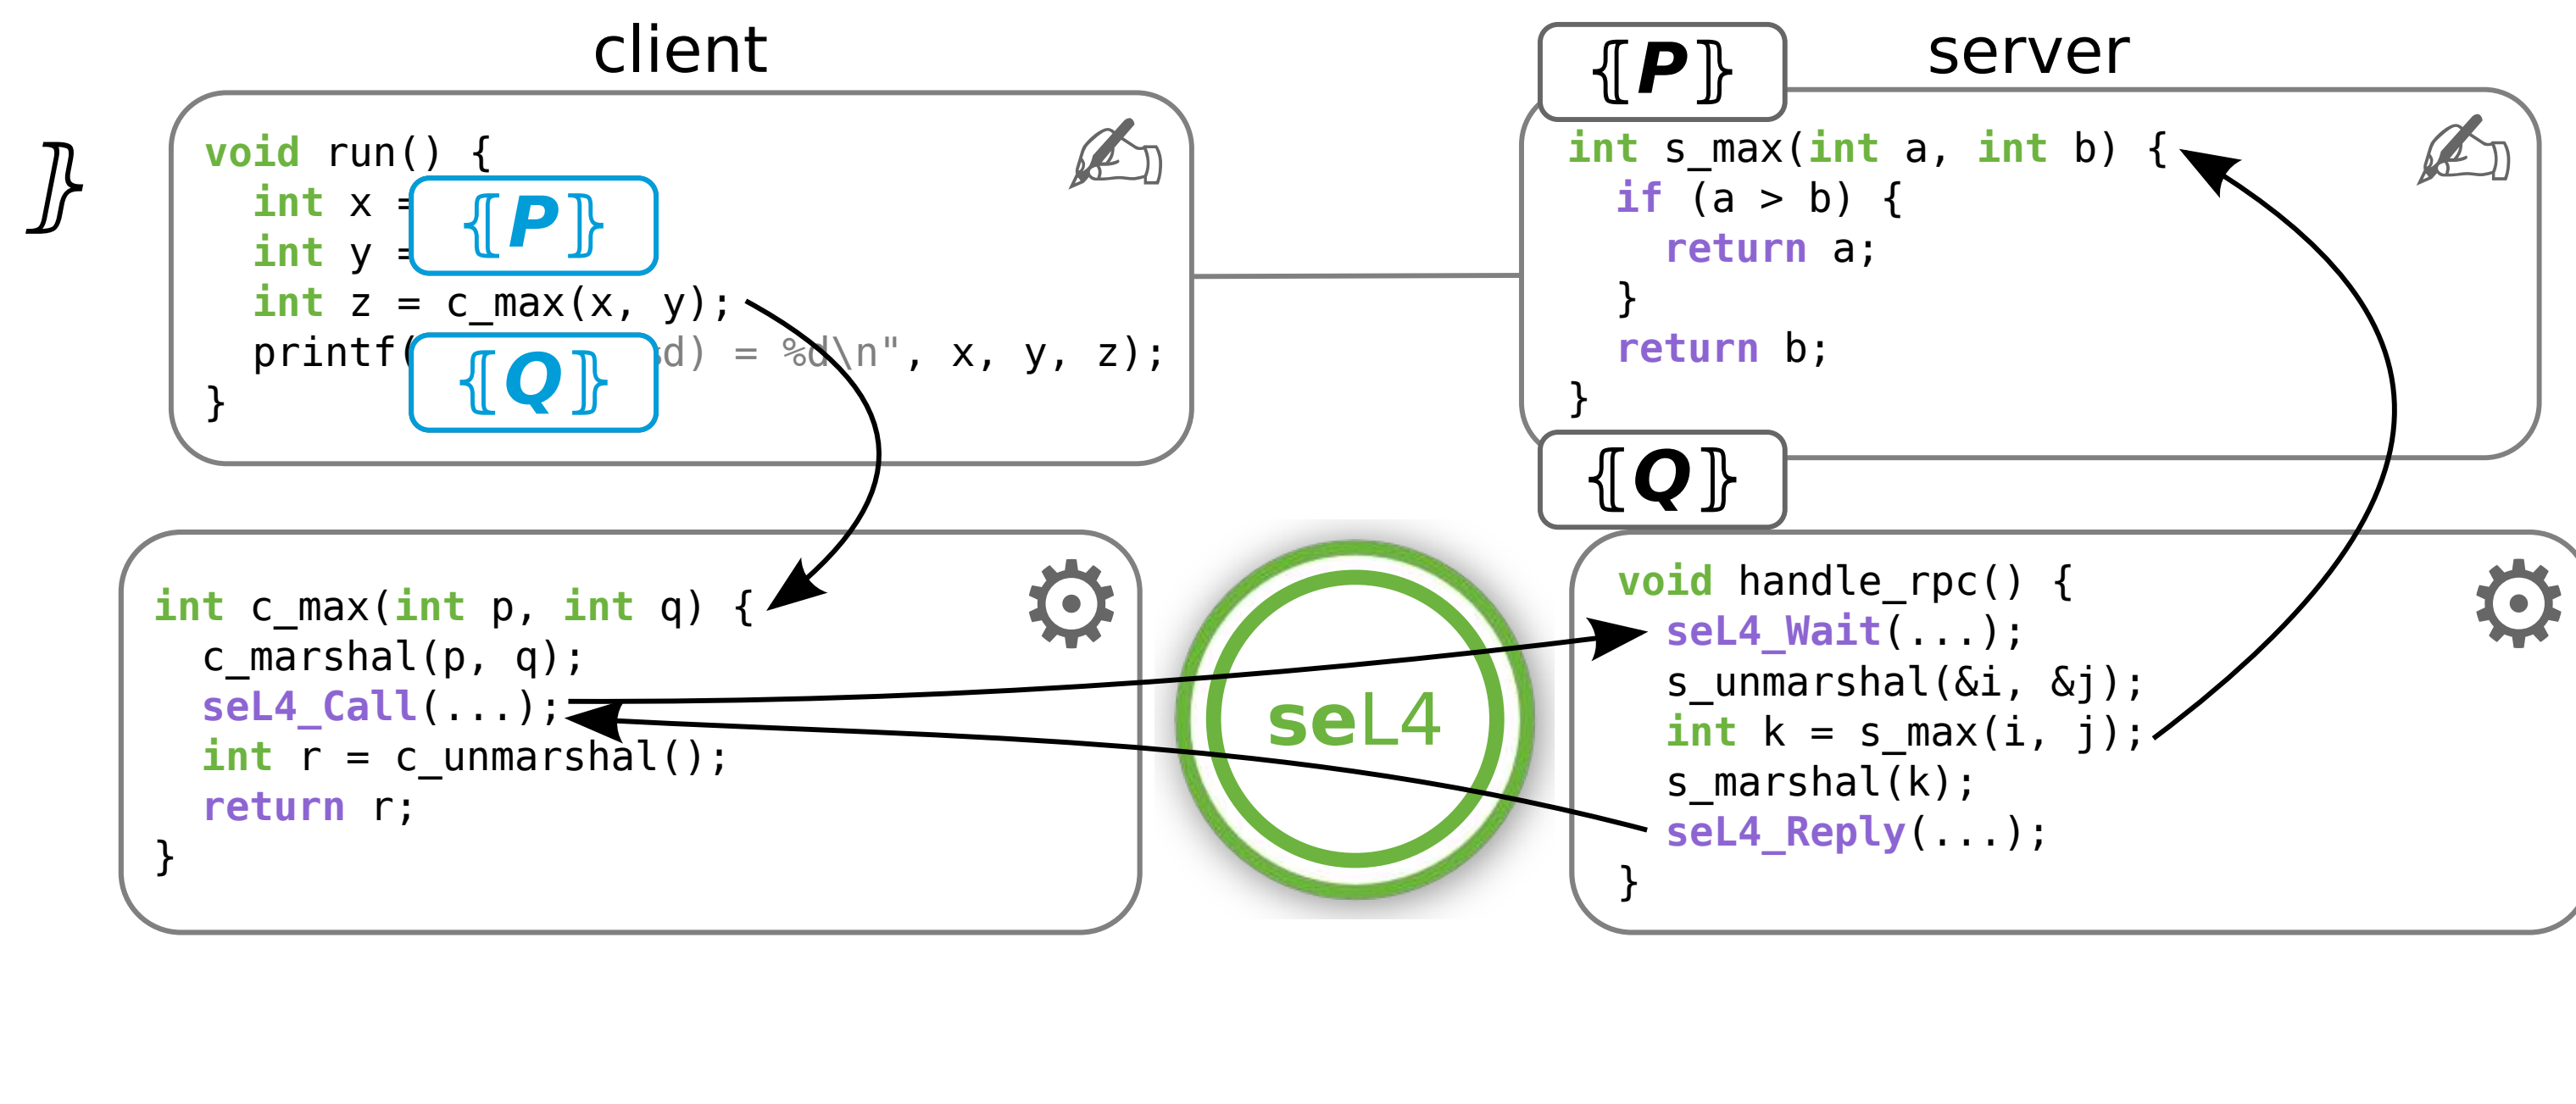 client
void run() {
int x =
int y =
{[P]}
int z = c_max(x, y);
printf( d) = %d\n", x, y, z);
{[Q]}
}
]}
server
{[P]}
int s_max(int a, int b) {
if (a > b) {
return a;
}
return b;
}
{[Q]}
int c_max(int p, int q) {
c_marshal(p, q);
seL4_Call(...);
int r = c_unmarshal();
return r;
}
seL4
void handle_rpc() {
seL4_Wait(...);
s_unmarshal(&i, &j);
int k = s_max(i, j);
s_marshal(k);
seL4_Reply(...);
}